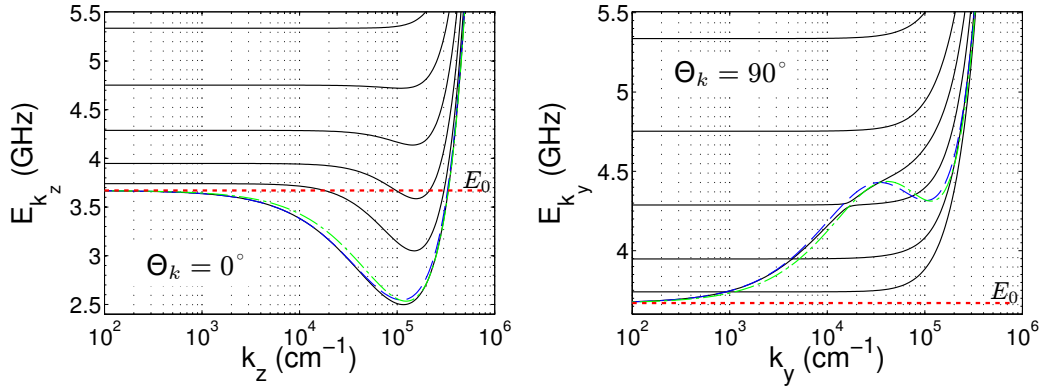 5.5
5
4.5
4
3.5
3
2.5
E_{k_z} (GHz)
Θ_k = 0°
E_0
10^2 10^3 10^4 10^5 10^6
k_z (cm^{-1})
5.5
5
4.5
4
E_{k_y} (GHz)
Θ_k = 90°
E_0
10^2 10^3 10^4 10^5 10^6
k_y (cm^{-1})